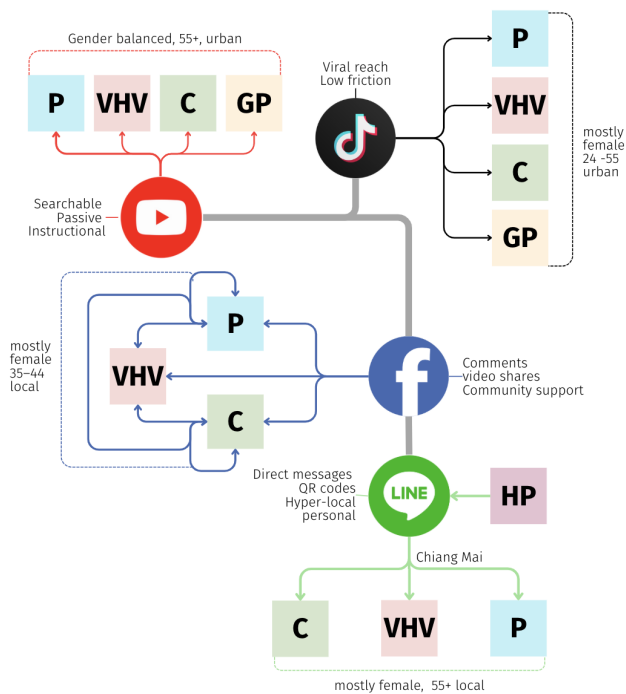 Gender balanced, 55+, urban
P
VHV
C
GP
Searchable
Passive
Instructional
Viral reach
Low friction
P
VHV
C
GP
mostly
female
24 -55
urban
mostly
female
35–44
local
P
VHV
C
f
Comments
video shares
Community support
Direct messages
QR codes
Hyper-local
personal
LINE
HP
Chiang Mai
C
VHV
P
mostly female, 55+ local